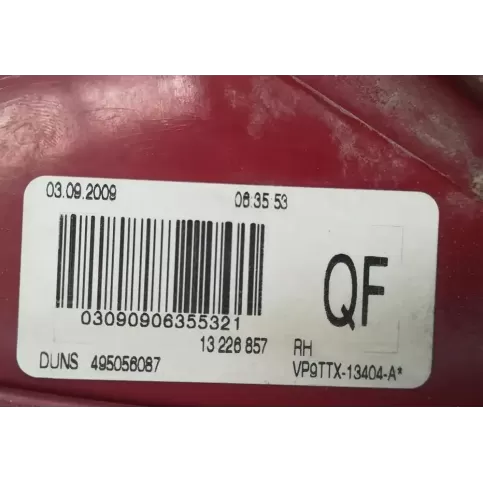 03.09.2009 06 35 53
QF
03090906355321
13 226 857 RH
DUNS 495056087 VP9TTX-13404-A*